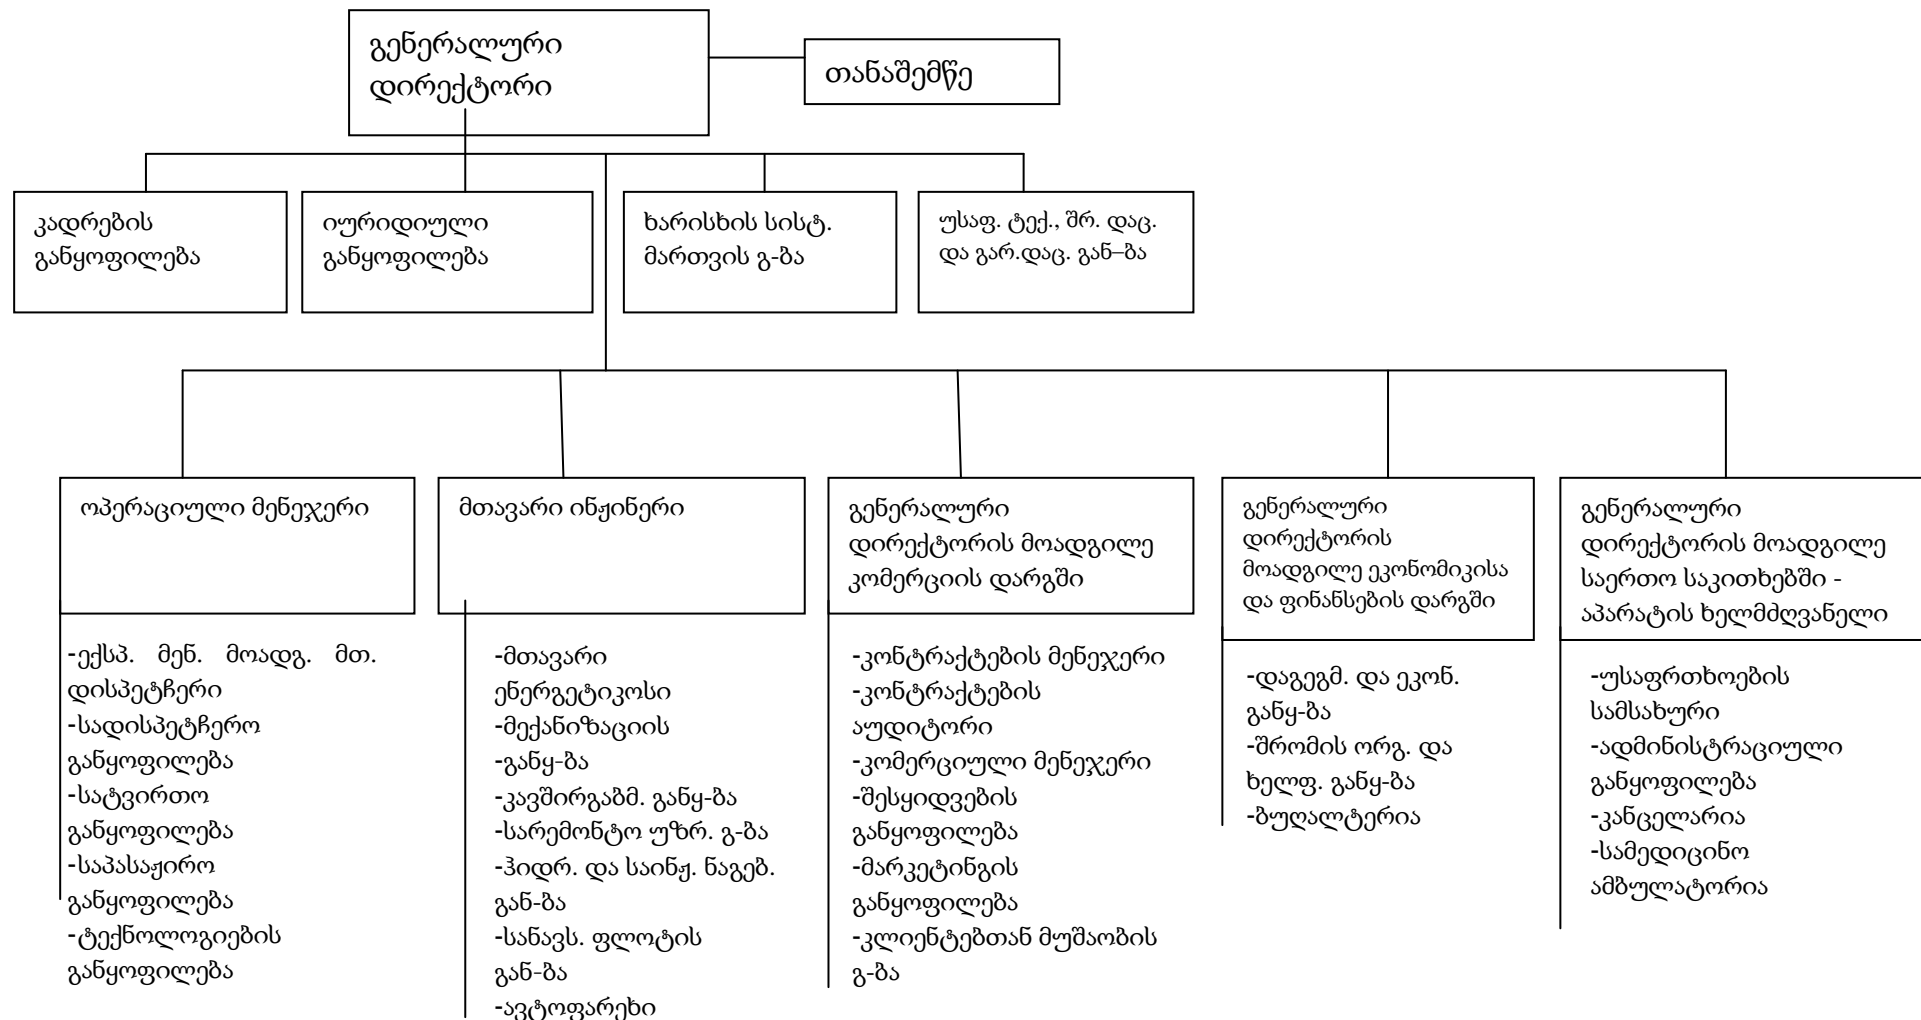 გენერალური
დირექტორი
თანაშემწე
კადრების
განყოფილება
იურიდიული
განყოფილება
ხარისხის სისტ.
მართვის გ-ბა
უსაფ. ტექ., შრ. დაც.
და გარ.დაც. გან–ბა
ოპერაციული მენეჯერი
-ექსპ. მენ. მოადგ. მთ.
დისპეტჩერი
-სადისპეტჩერო
განყოფილება
-სატვირთო
განყოფილება
-საპასაჟირო
განყოფილება
-ტექნოლოგიების
განყოფილება
მთავარი ინჟინერი
-მთავარი
ენერგეტიკოსი
-მექანიზაციის
-განყ-ბა
-კავშირგაბმ. განყ-ბა
-სარემონტო უზრ. გ-ბა
-ჰიდრ. და საინჟ. ნაგებ.
გან-ბა
-სანავს. ფლოტის
გან-ბა
-ავტოფარეხი
გენერალური
დირექტორის მოადგილე
კომერციის დარგში
-კონტრაქტების მენეჯერი
-კონტრაქტების
აუდიტორი
-კომერციული მენეჯერი
-შესყიდვების
განყოფილება
-მარკეტინგის
განყოფილება
-კლიენტებთან მუშაობის
გ-ბა
გენერალური
დირექტორის
მოადგილე ეკონომიკისა
და ფინანსების დარგში
-დაგეგმ. და ეკონ.
განყ-ბა
-შრომის ორგ. და
ხელფ. განყ-ბა
-ბუღალტერია
გენერალური
დირექტორის მოადგილე
საერთო საკითხებში -
აპარატის ხელმძღვანელი
-უსაფრთხოების
სამსახური
-ადმინისტრაციული
განყოფილება
-კანცელარია
-სამედიცინო
ამბულატორია